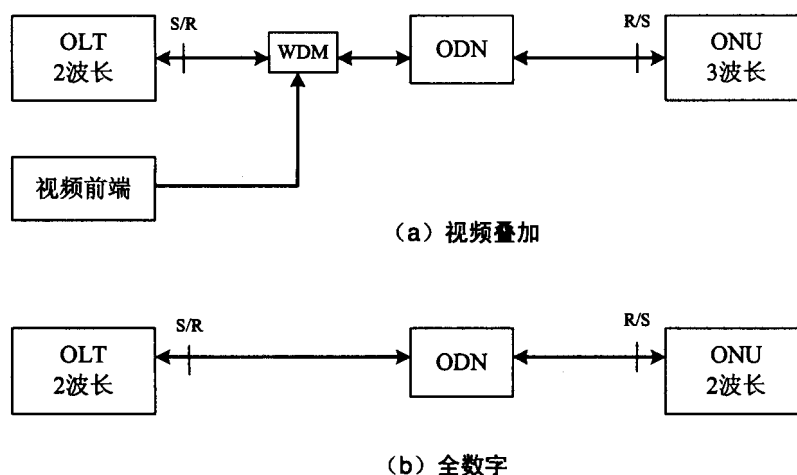 S/R
R/S
OLT
2波长
WDM
ODN
ONU
3波长
视频前端
（a）视频叠加
S/R
R/S
OLT
2波长
ODN
ONU
2波长
（b）全数字